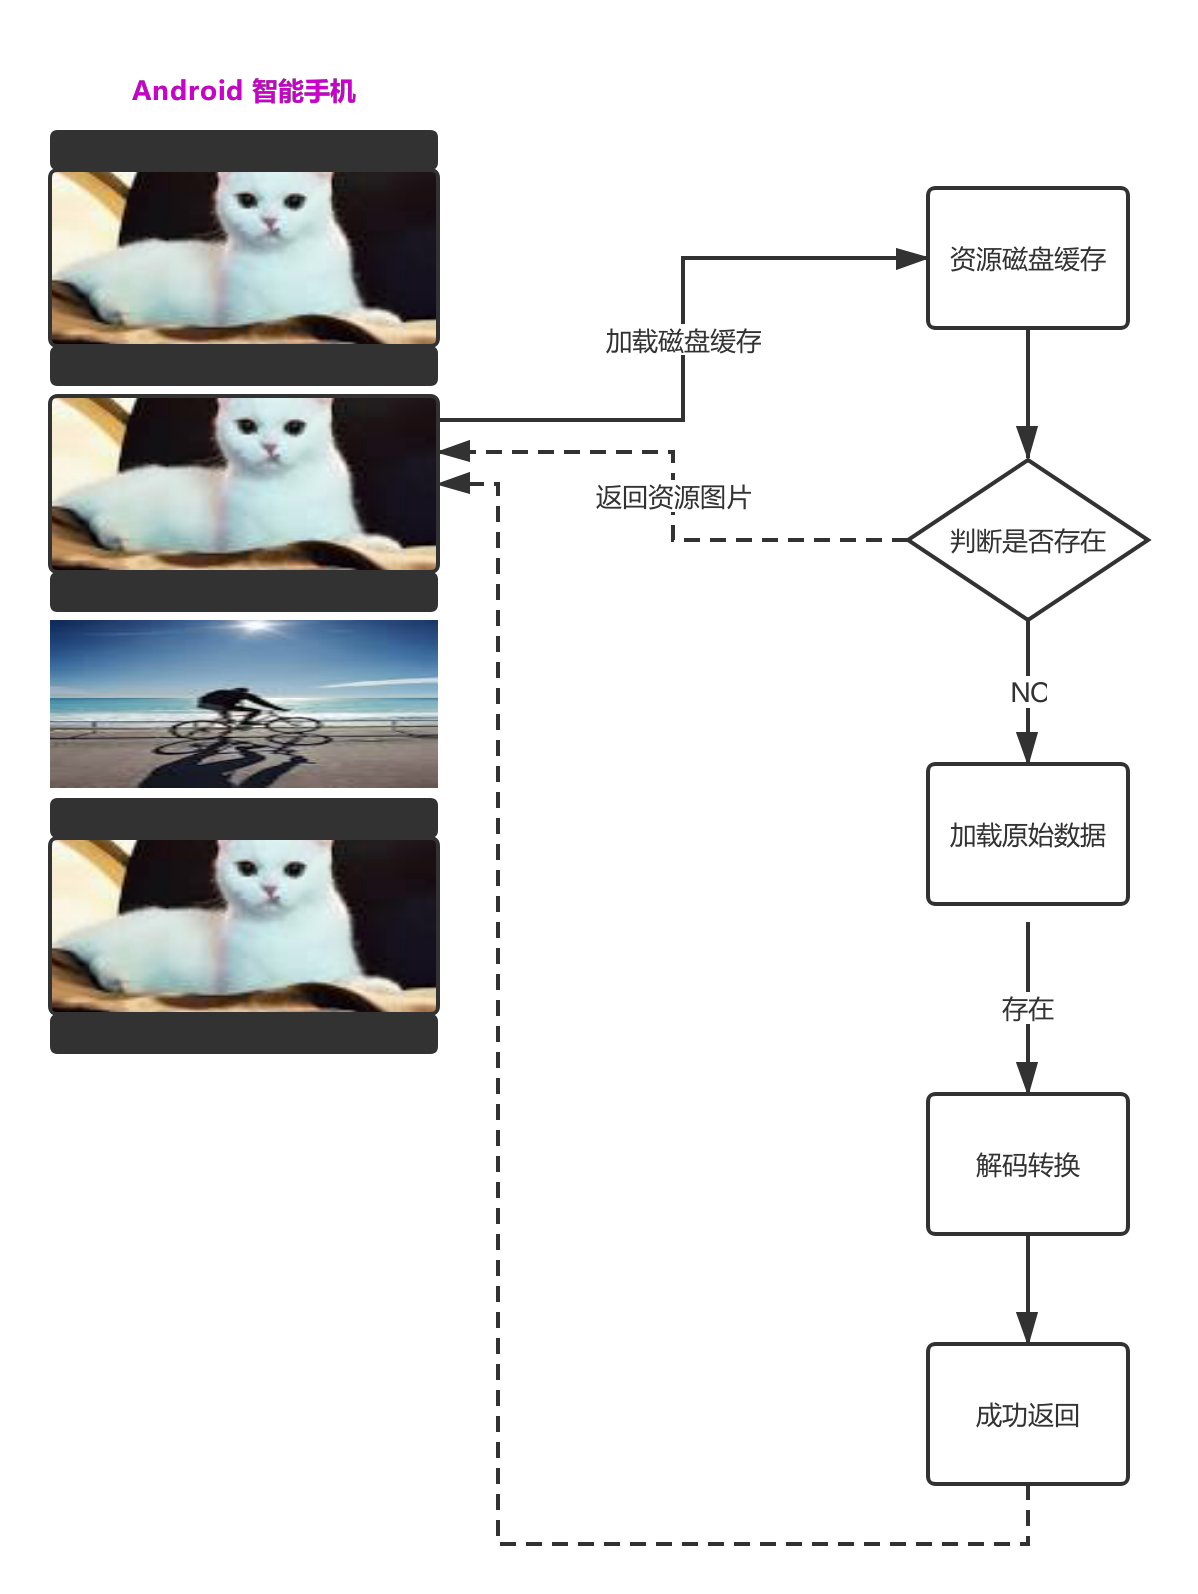 Android 智能手机
资源磁盘缓存
加载磁盘缓存
返回资源图片
判断是否存在
NO
加载原始数据
存在
解码转换
成功返回